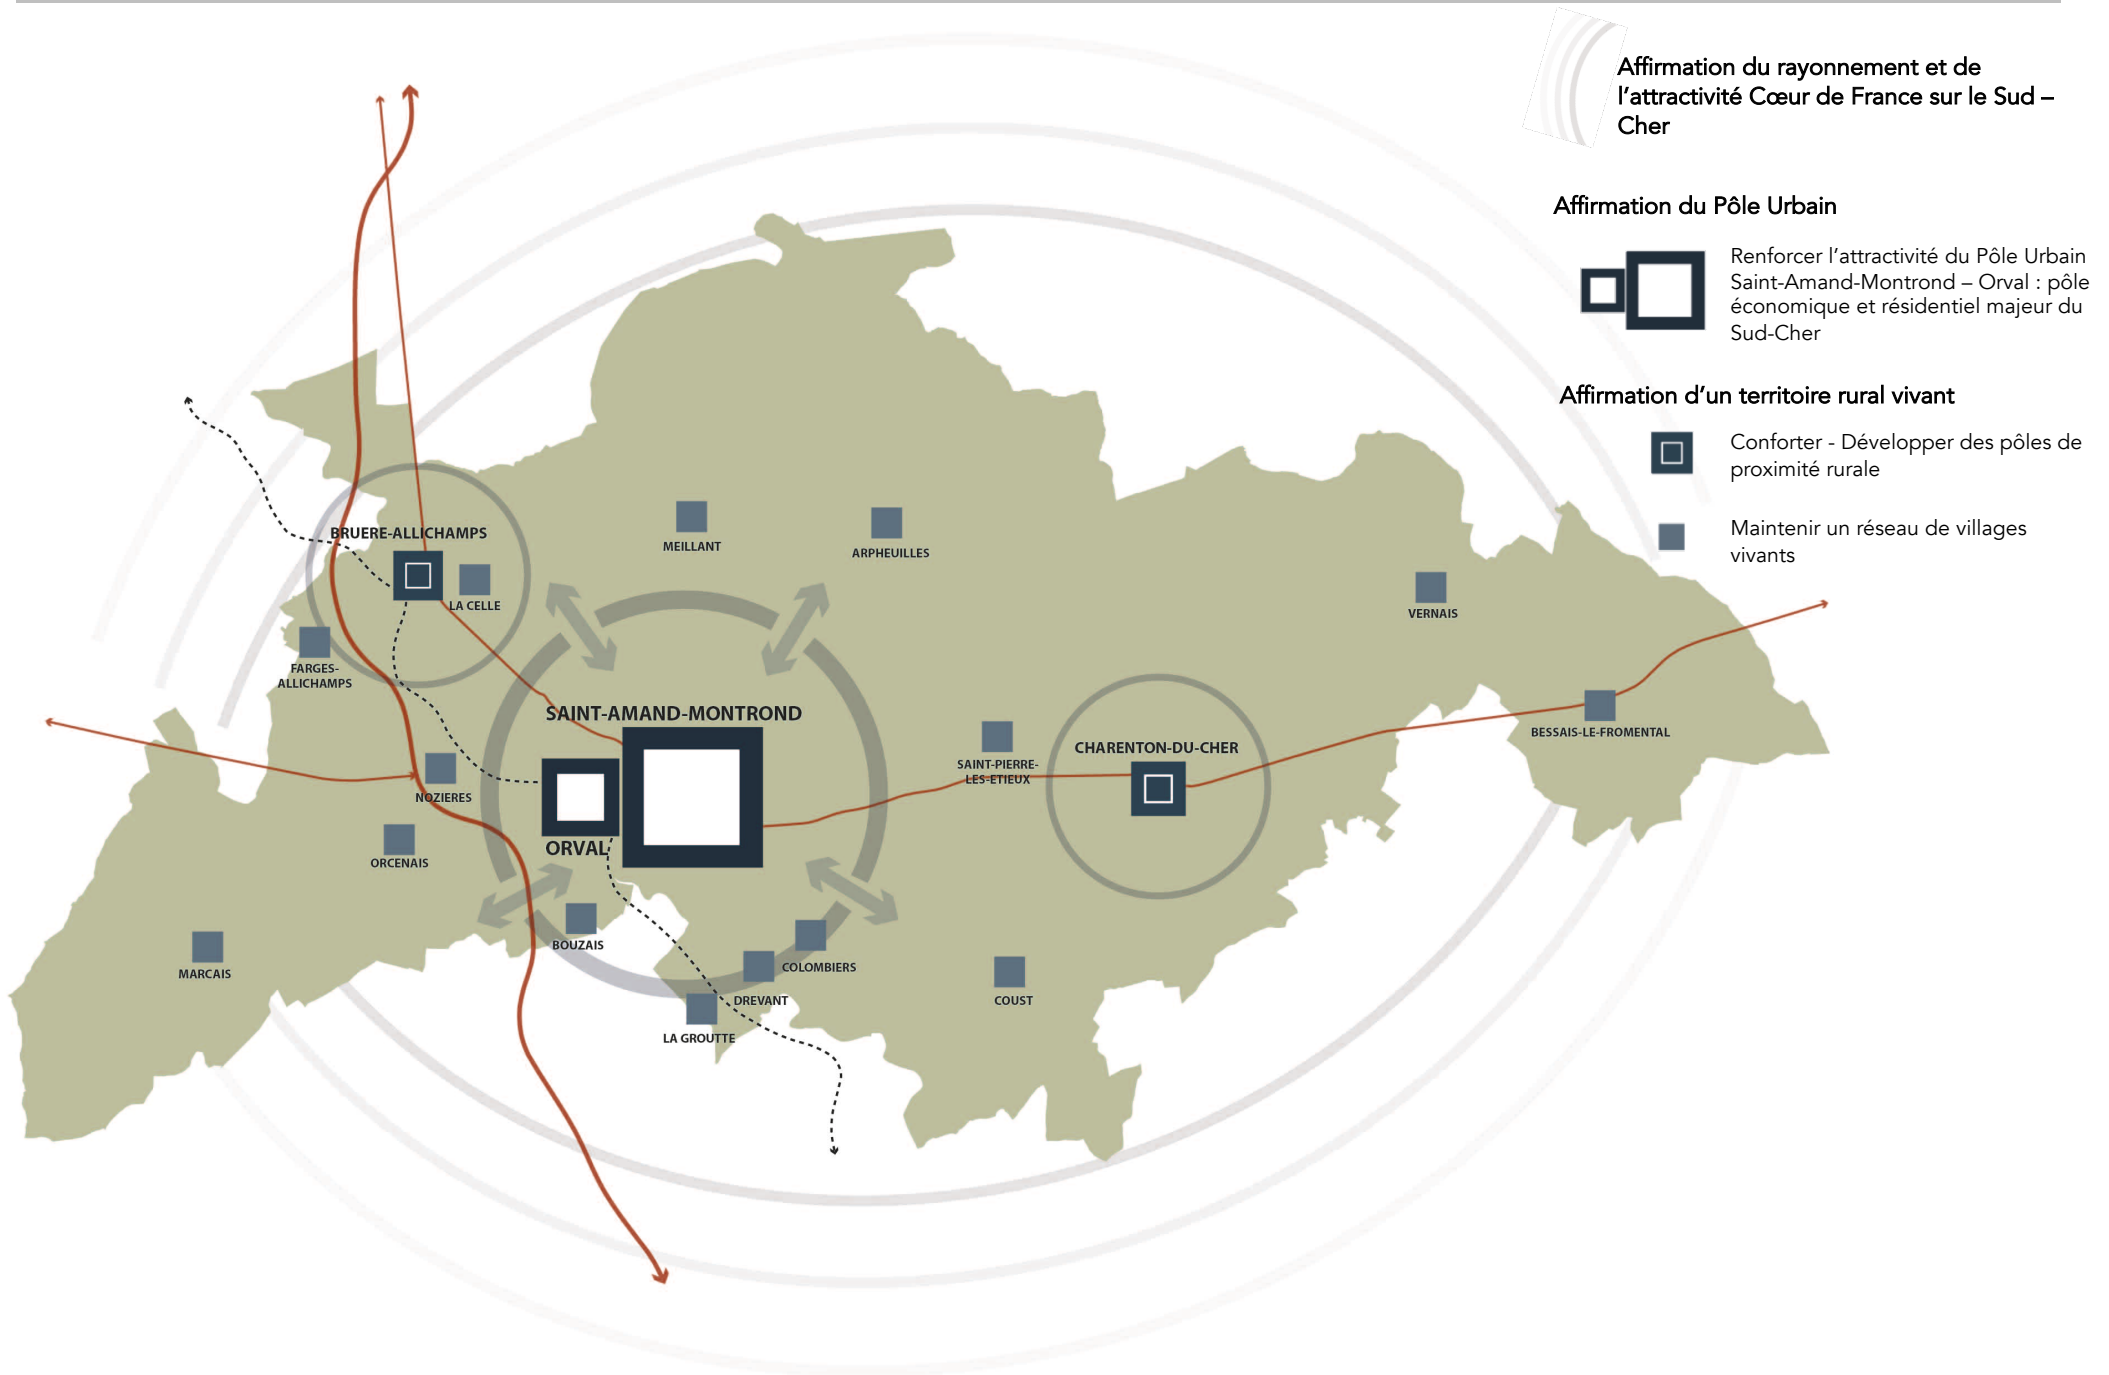 Affirmation du rayonnement et de
l'attractivité Cœur de France sur le Sud –
Cher
Affirmation du Pôle Urbain
Renforcer l'attractivité du Pôle Urbain
Saint-Amand-Montrond – Orval : pôle
économique et résidentiel majeur du
Sud-Cher
Affirmation d'un territoire rural vivant
Conforter - Développer des pôles de
proximité rurale
Maintenir un réseau de villages
vivants
BRUERE-ALLICHAMPS
LA CELLE
MEILLANT
ARPHEUILLES
VERNAIS
FARGES-
ALLICHAMPS
SAINT-AMAND-MONTROND
ORVAL
NOZIERES
ORCENAIS
SAINT-PIERRE-
LES-ETIEUX
CHARENTON-DU-CHER
BESSAIS-LE-FROMENTAL
MARCAIS
BOUZAIS
COLOMBIERS
DREVANT
LA GROUTTE
COUST